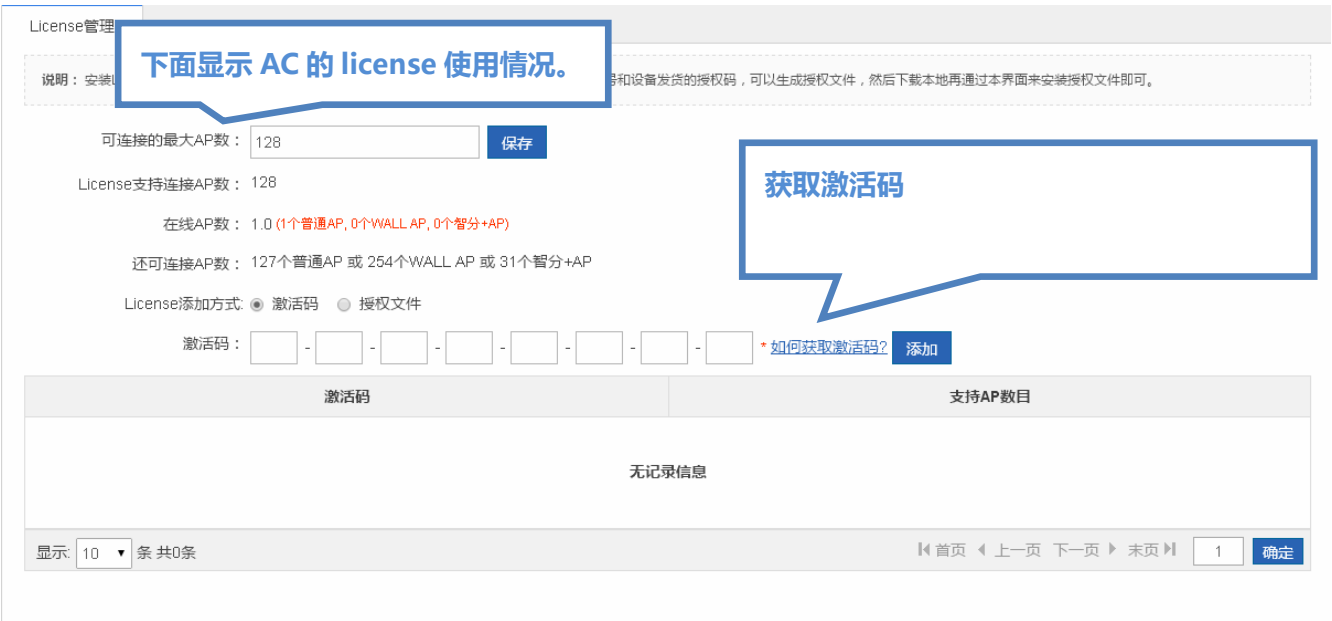 License管理
下面显示 AC 的 license 使用情况。
说明： 安装 号和设备发货的授权码，可以生成授权文件，然后下载本地再通过本界面来安装授权文件即可。
可连接的最大AP数： 128 保存
获取激活码
License支持连接AP数： 128
在线AP数： 1.0 (1个普通AP, 0个WALL AP, 0个智分+AP)
还可连接AP数： 127个普通AP 或 254个WALL AP 或 31个智分+AP
License添加方式: 激活码 授权文件
激活码： - - - - - - - * 如何获取激活码? 添加
激活码 支持AP数目
无记录信息
显示: 10 条 共0条 首页 上一页 下一页 末页 1 确定